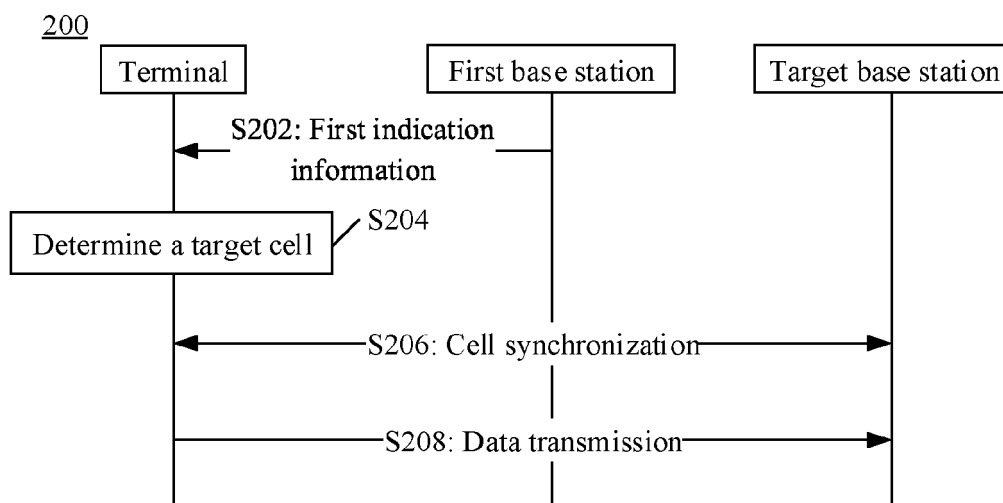 200
Terminal
First base station
Target base station
S202: First indication
information
S204
Determine a target cell
S206: Cell synchronization
S208: Data transmission